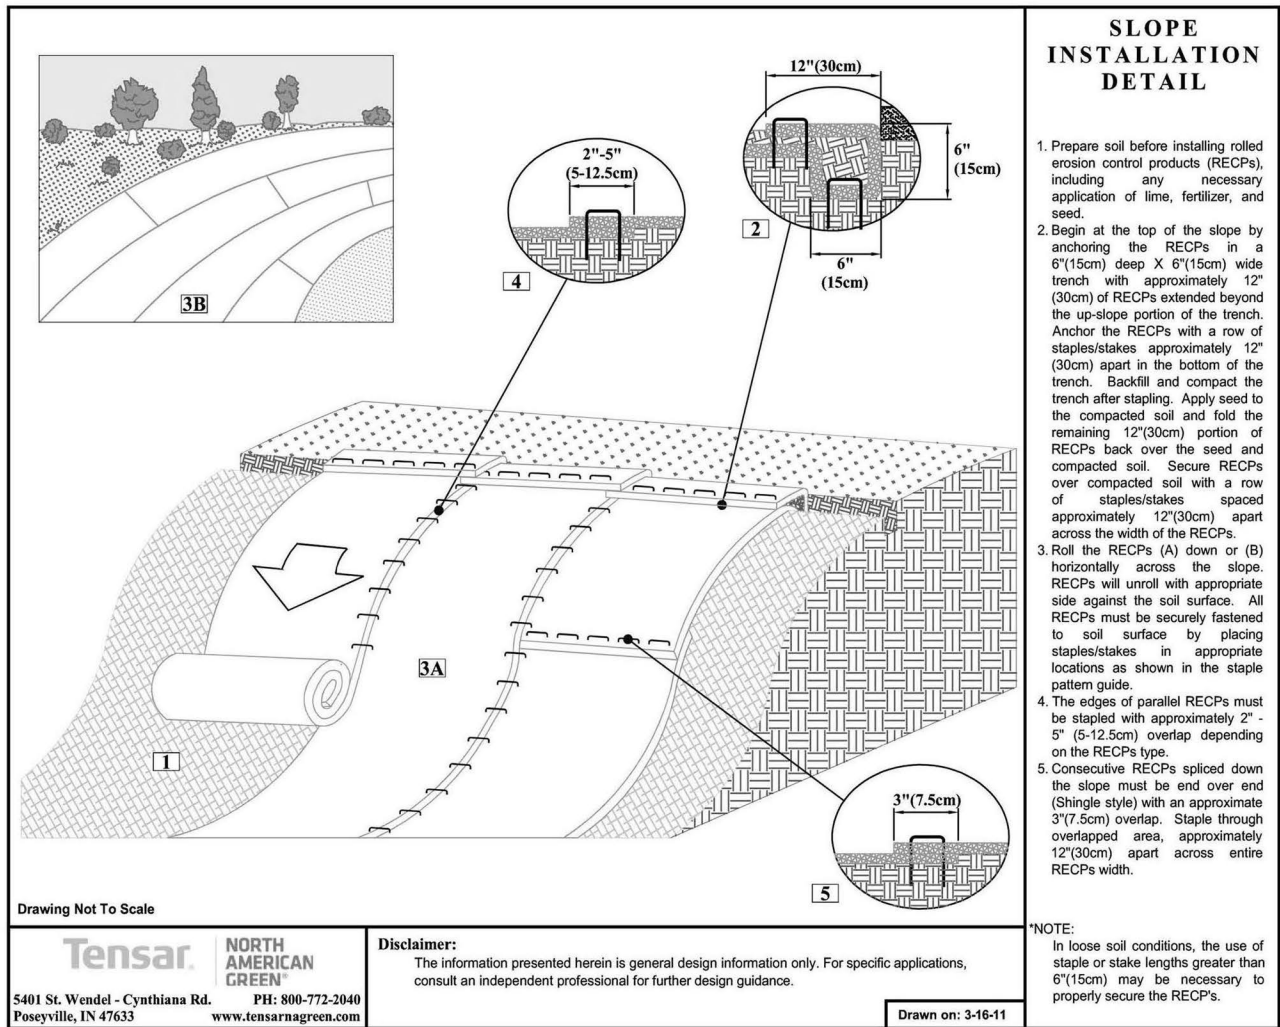 SLOPE
INSTALLATION
DETAIL
1. Prepare soil before installing rolled
erosion control products (RECPs),
including any necessary
application of lime, fertilizer, and
seed.
2. Begin at the top of the slope by
anchoring the RECPs in a
6"(15cm) deep X 6"(15cm) wide
trench with approximately 12"
(30cm) of RECPs extended beyond
the up-slope portion of the trench.
Anchor the RECPs with a row of
staples/stakes approximately 12"
(30cm) apart in the bottom of the
trench. Backfill and compact the
trench after stapling. Apply seed to
the compacted soil and fold the
remaining 12"(30cm) portion of
RECPs back over the seed and
compacted soil. Secure RECPs
over compacted soil with a row
of staples/stakes spaced
approximately 12"(30cm) apart
across the width of the RECPs.
3. Roll the RECPs (A) down or (B)
horizontally across the slope.
RECPs will unroll with appropriate
side against the soil surface. All
RECPs must be securely fastened
to soil surface by placing
staples/stakes in appropriate
locations as shown in the staple
pattern guide.
4. The edges of parallel RECPs must
be stapled with approximately 2" -
5" (5-12.5cm) overlap depending
on the RECPs type.
5. Consecutive RECPs spliced down
the slope must be end over end
(Shingle style) with an approximate
3"(7.5cm) overlap. Staple through
overlapped area, approximately
12"(30cm) apart across entire
RECPs width.
*NOTE:
In loose soil conditions, the use of
staple or stake lengths greater than
6"(15cm) may be necessary to
properly secure the RECP's.
3B
2"-5"
(5-12.5cm)
4
12"(30cm)
6"
(15cm)
2
6"
(15cm)
3A
1
3"(7.5cm)
5
Drawing Not To Scale
Tensar.
NORTH
AMERICAN
GREEN®
5401 St. Wendel - Cynthiana Rd. PH: 800-772-2040
Poseyville, IN 47633 www.tensarnagreen.com
Disclaimer:
The information presented herein is general design information only. For specific applications,
consult an independent professional for further design guidance.
Drawn on: 3-16-11